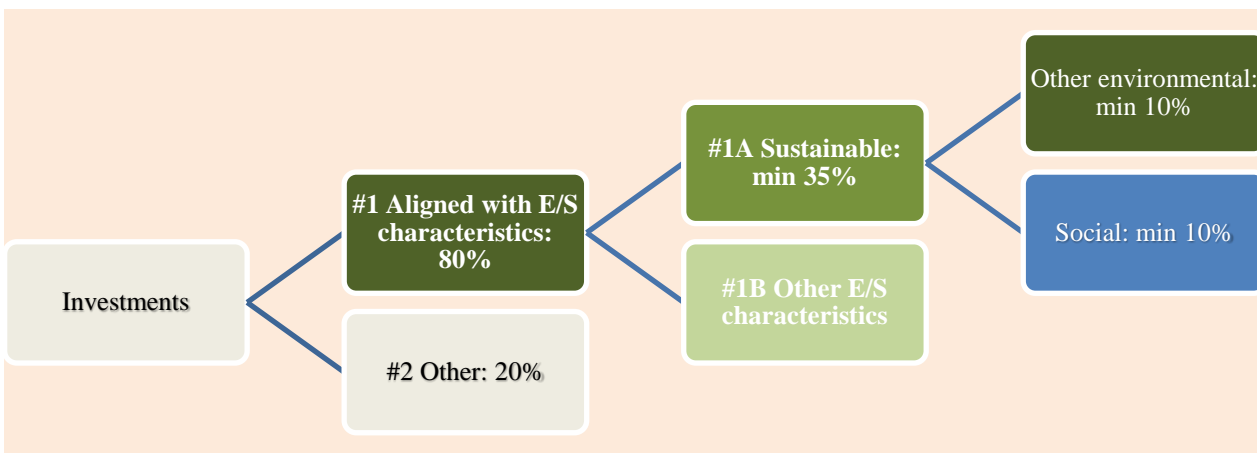 Investments
#1 Aligned with E/S
characteristics:
80%
#2 Other: 20%
#1A Sustainable:
min 35%
#1B Other E/S
characteristics
Other environmental:
min 10%
Social: min 10%